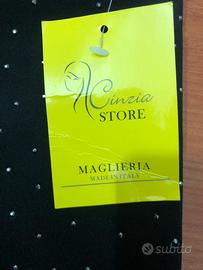 Cinzia
STORE
MAGLIERIA
MADE IN ITALY
subito